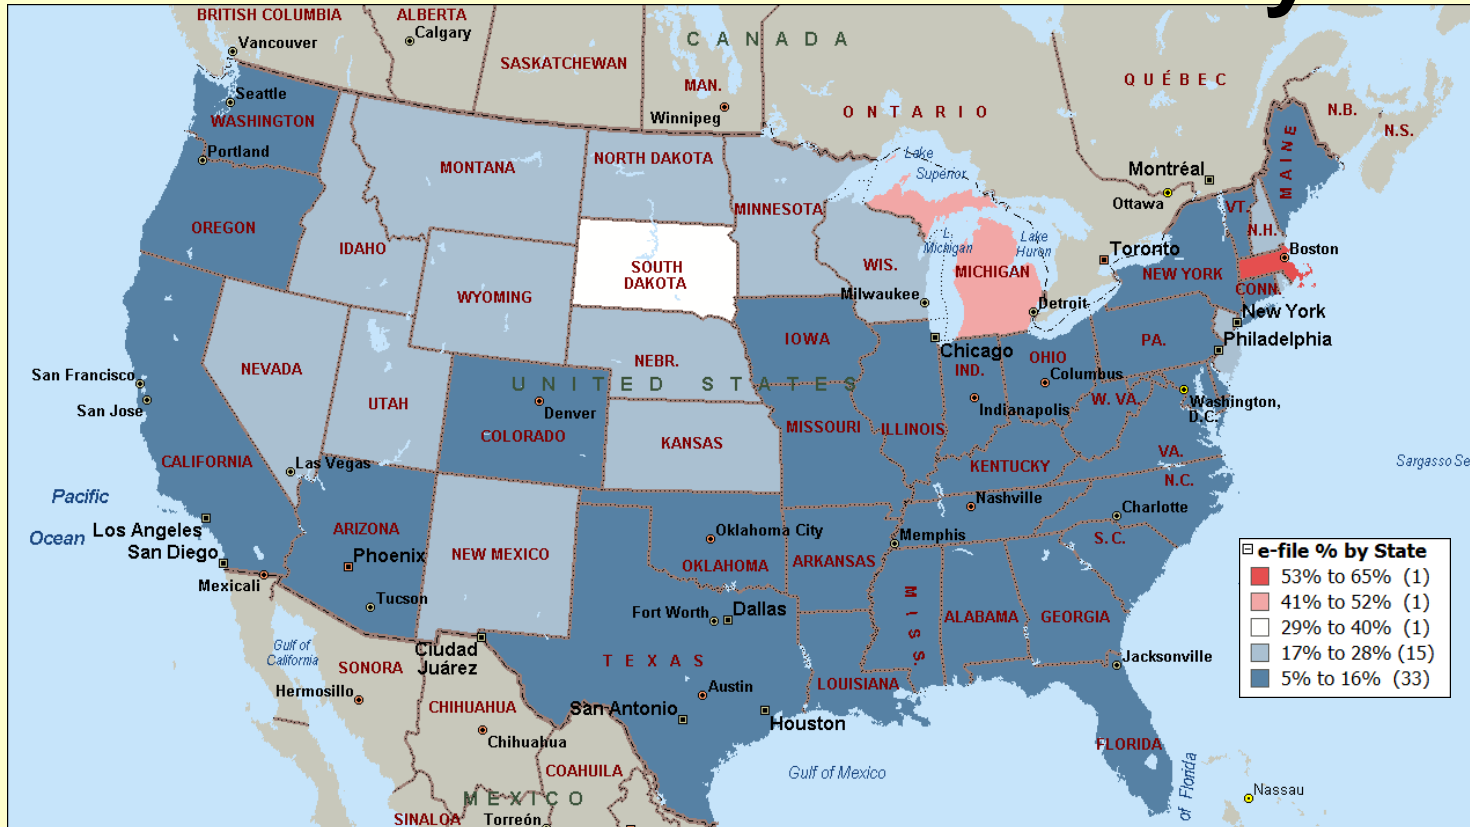 BRITISH COLUMBIA
ALBERTA
Calgary
Vancouver
CANADA
SASKATCHEWAN
MAN.
Winnipeg
ONTARIO
QUÉBEC
N.B.
N.S.
Seattle
WASHINGTON
Portland
MONTANA
NORTH DAKOTA
MINNESOTA
Lake
Superior
Montréal
Ottawa
MAINE
VT.
N.H.
Boston
OREGON
IDAHO
SOUTH
DAKOTA
WYOMING
WIS.
L.
Michigan
Lake
Huron
MICHIGAN
Toronto
NEW YORK
CONN.
Milwaukee
Detroit
New York
Philadelphia
PA.
IOWA
Chicago
OHIO
IND.
Columbus
NEBR.
NEVADA
UNITED STATES
San Francisco
San Jose
UTAH
Denver
COLORADO
KANSAS
MISSOURI
ILLINOIS
Indianapolis
W. VA.
Washington,
D.C.
CALIFORNIA
Las Vegas
KENTUCKY
VA.
N.C.
Sargasso Se
Pacific
Ocean
Los Angeles
San Diego
Mexicali
ARIZONA
Phoenix
Tucson
NEW MEXICO
Oklahoma City
OKLAHOMA
ARKANSAS
Memphis
Nashville
Charlotte
S. C.
MISS.
ALABAMA
GEORGIA
Fort Worth
Dallas
Ciudad
Juárez
TEXAS
Austin
San Antonio
Houston
LOUISIANA
Jacksonville
FLORIDA
Gulf of
California
SONORA
Hermosillo
CHIHUAHUA
Chihuahua
COAHUILA
MEXICO
SINALOA
Torreón
Gulf of Mexico
of Florida
Nassau
e-file % by State
53% to 65% (1)
41% to 52% (1)
29% to 40% (1)
17% to 28% (15)
5% to 16% (33)